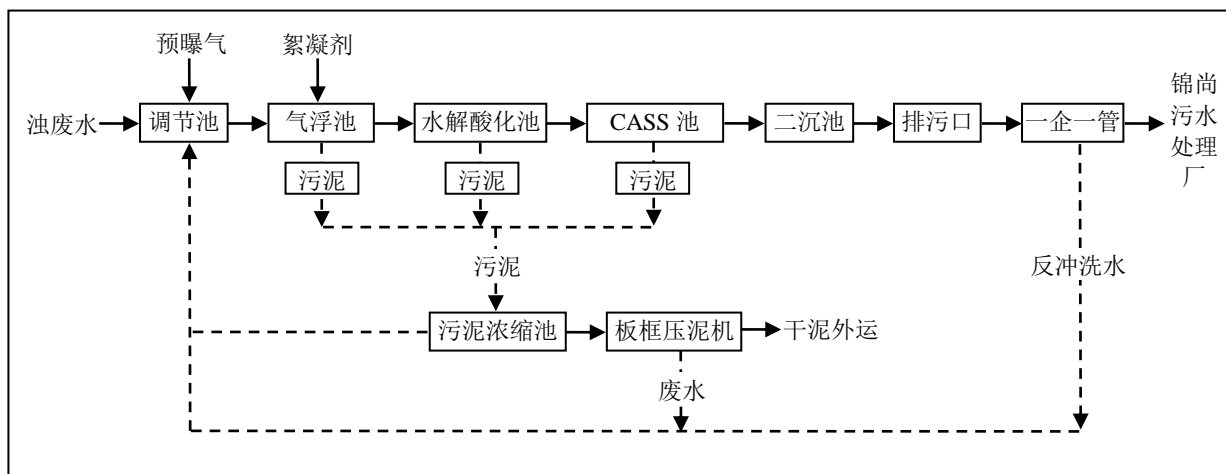 预曝气
絮凝剂
浊废水
调节池
气浮池
水解酸化池
CASS 池
二沉池
排污口
一企一管
锦尚
污水
处理
厂
污泥
污泥
污泥
污泥
反冲洗水
污泥浓缩池
板框压泥机
干泥外运
废水